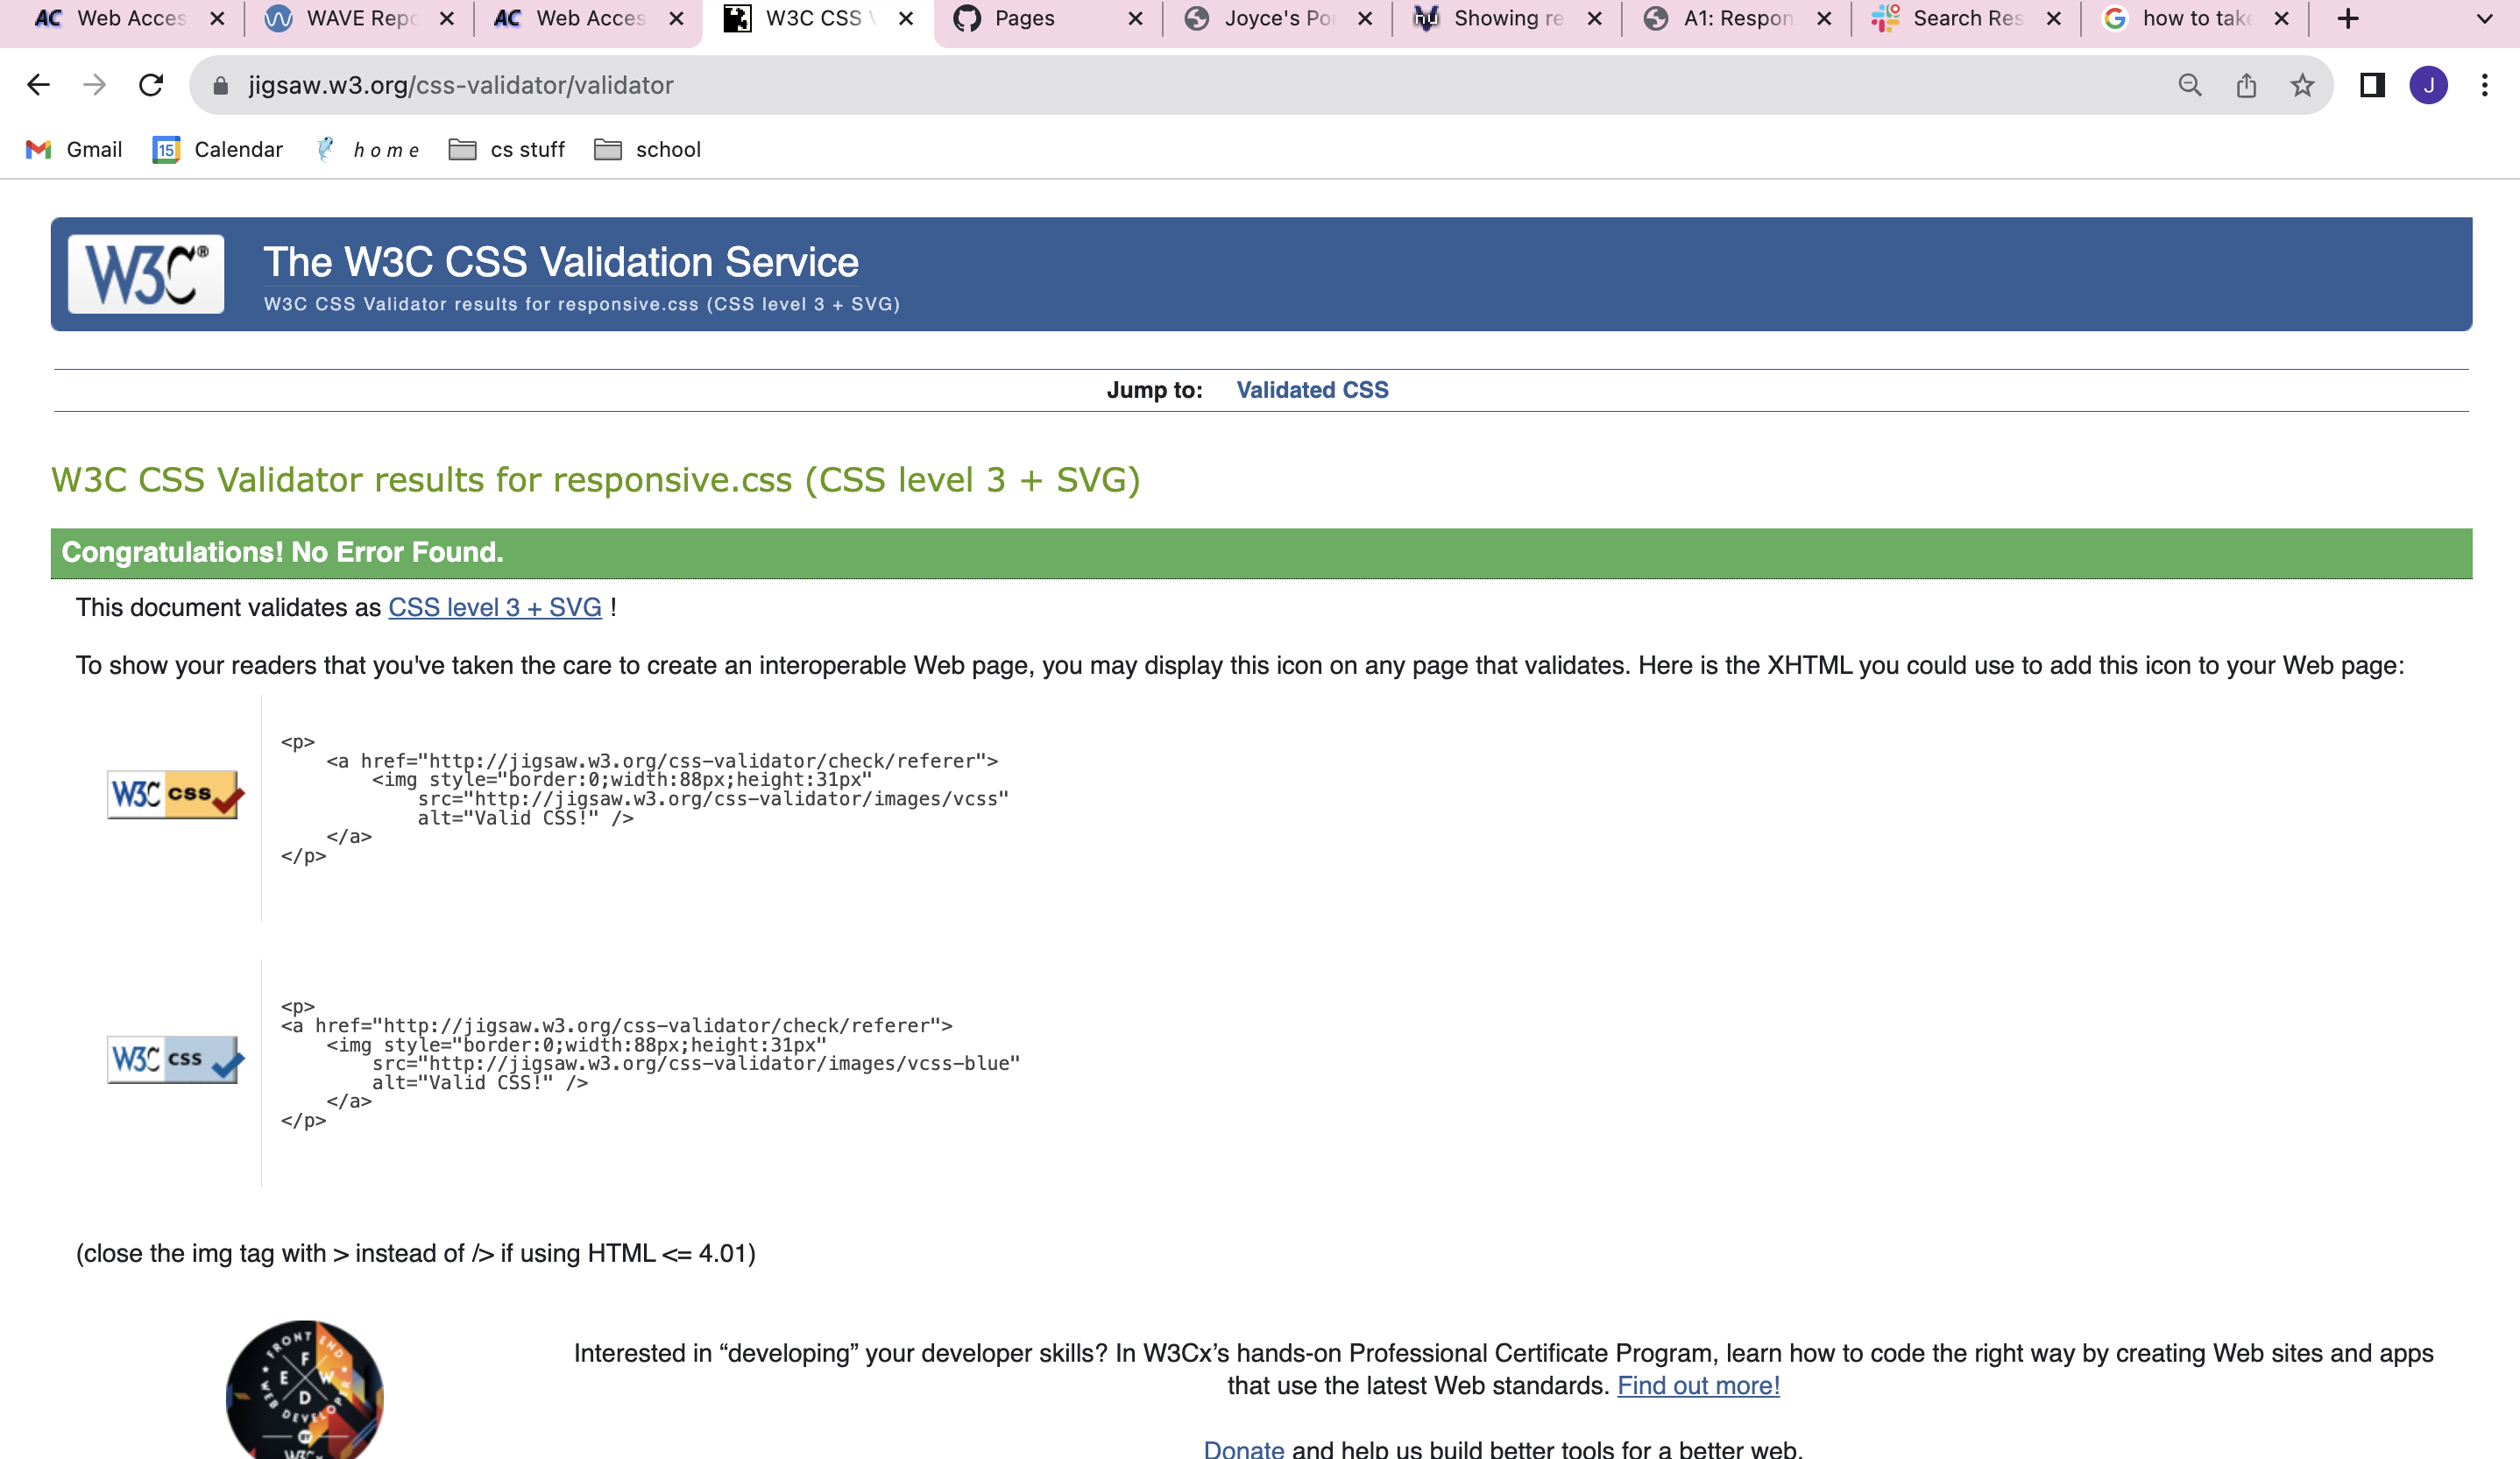 AC Web Acces WAVE Repo AC Web Acces W3C CSS V Pages Joyce's Por Showing re A1: Respon Search Res how to take
jigsaw.w3.org/css-validator/validator J
Gmail 15 Calendar home cs stuff school
W3C® The W3C CSS Validation Service
W3C CSS Validator results for responsive.css (CSS level 3 + SVG)
Jump to: Validated CSS
W3C CSS Validator results for responsive.css (CSS level 3 + SVG)
Congratulations! No Error Found.
This document validates as CSS level 3 + SVG !
To show your readers that you've taken the care to create an interoperable Web page, you may display this icon on any page that validates. Here is the XHTML you could use to add this icon to your Web page:
W3C css
<p>
<a href="http://jigsaw.w3.org/css-validator/check/referer">
<img style="border:0;width:88px;height:31px"
src="http://jigsaw.w3.org/css-validator/images/vcss"
alt="Valid CSS!" />
</a>
</p>
W3C css
<p>
<a href="http://jigsaw.w3.org/css-validator/check/referer">
<img style="border:0;width:88px;height:31px"
src="http://jigsaw.w3.org/css-validator/images/vcss-blue"
alt="Valid CSS!" />
</a>
</p>
(close the img tag with > instead of /> if using HTML <= 4.01)
FRONT END WEB DEVELOPER
F E W D
BY
W3Cx
Interested in “developing” your developer skills? In W3Cx’s hands-on Professional Certificate Program, learn how to code the right way by creating Web sites and apps
that use the latest Web standards. Find out more!
Donate and help us build better tools for a better web.